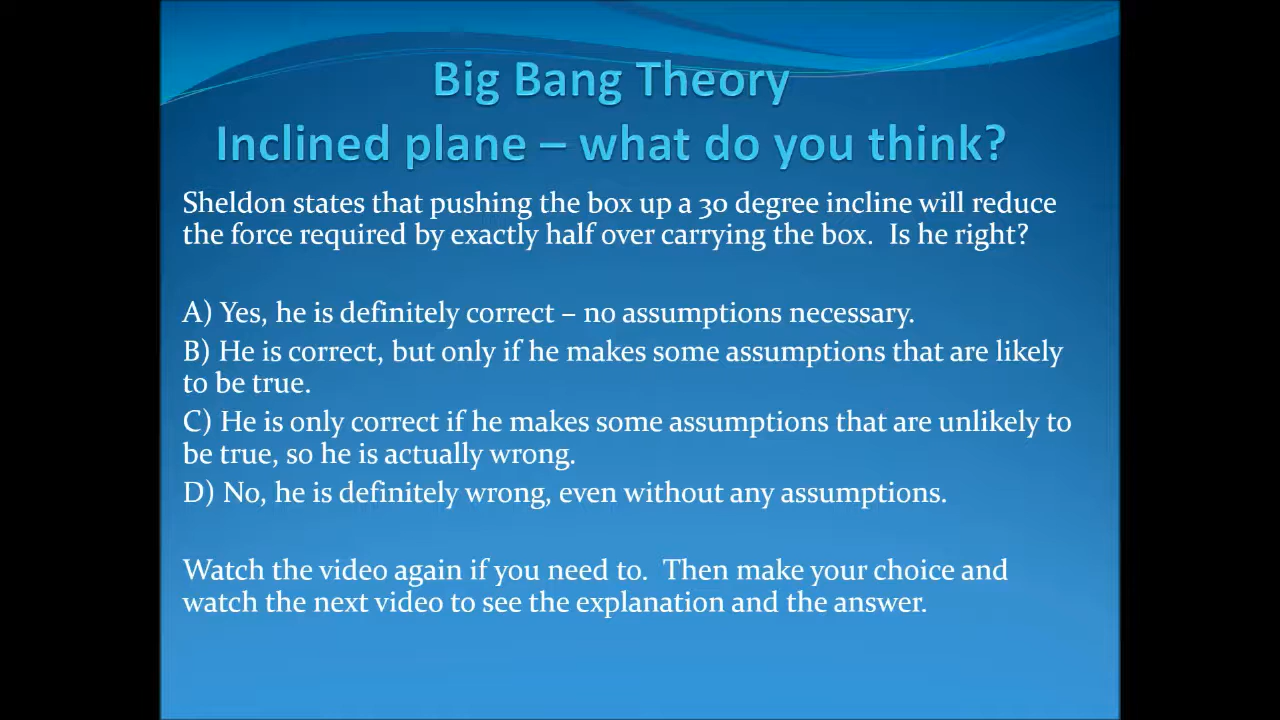 Big Bang Theory
Inclined plane – what do you think?
Sheldon states that pushing the box up a 30 degree incline will reduce
the force required by exactly half over carrying the box.  Is he right?
A) Yes, he is definitely correct – no assumptions necessary.
B) He is correct, but only if he makes some assumptions that are likely
to be true.
C) He is only correct if he makes some assumptions that are unlikely to
be true, so he is actually wrong.
D) No, he is definitely wrong, even without any assumptions.
Watch the video again if you need to.  Then make your choice and
watch the next video to see the explanation and the answer.